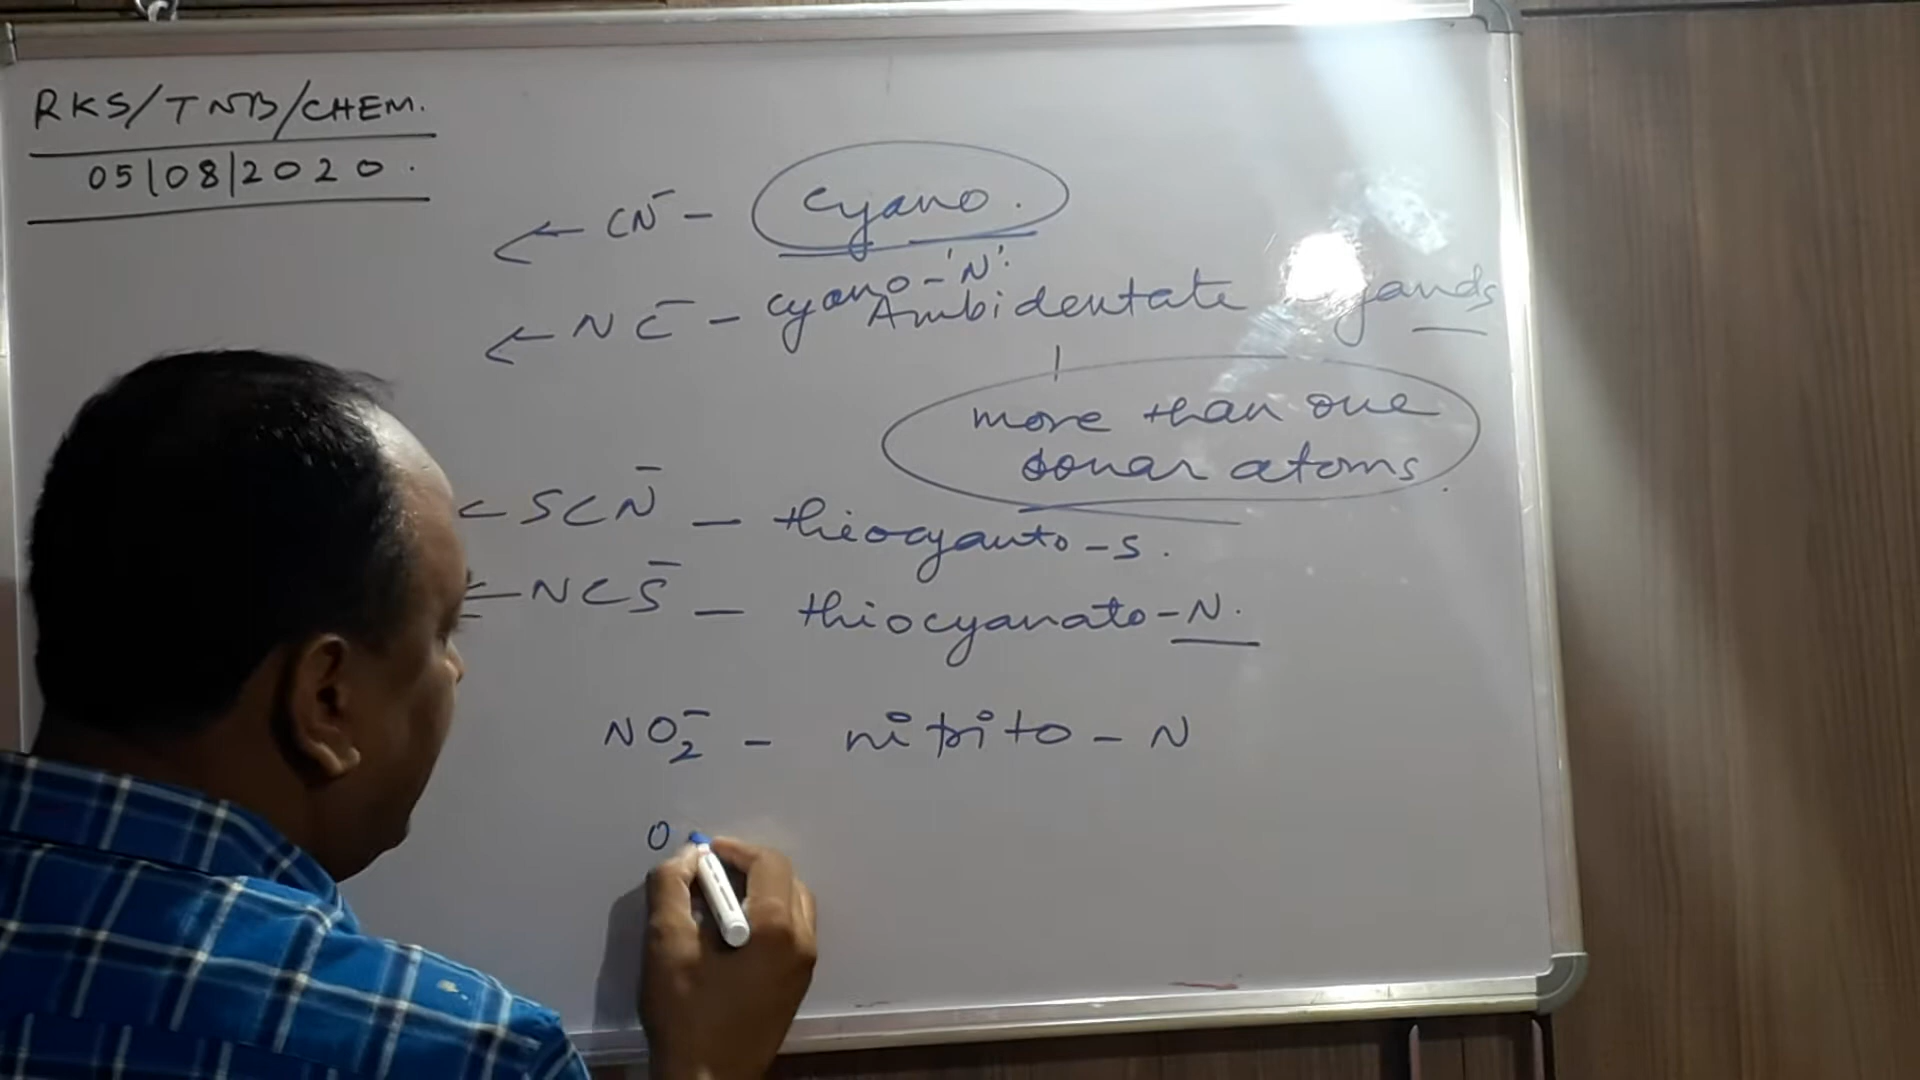 RKS/TNB/CHEM.
05/08/2020.
← CN⁻ - cyano.
← NC⁻ - cyano-'N'.
Ambidentate
more than one
donar atoms.
SCN⁻ - thiocyanto-S.
NCS⁻ - thiocyanato-N.
NO₂⁻ - nitrito-N
O